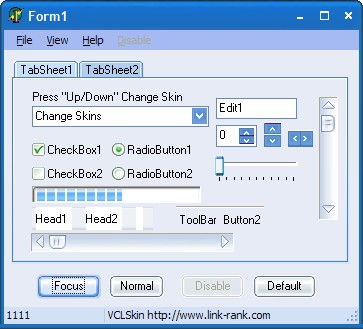 Form1
File View Help Disable
TabSheet1 TabSheet2
Press "Up/Down" Change Skin
Edit1
Change Skins
0
CheckBox1 RadioButton1
CheckBox2 RadioButton2
Head1 Head2 ToolBar Button2
Focus Normal Disable Default
1111 VCLSkin http://www.link-rank.com